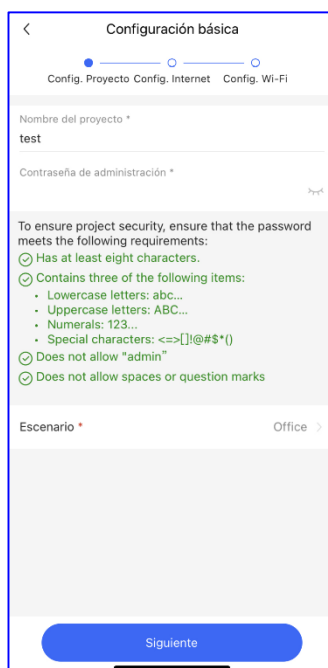 Configuración básica
Config. Proyecto Config. Internet Config. Wi-Fi
Nombre del proyecto *
test
Contraseña de administración *
To ensure project security, ensure that the password
meets the following requirements:
Has at least eight characters.
Contains three of the following items:
• Lowercase letters: abc...
• Uppercase letters: ABC...
• Numerals: 123...
• Special characters: <=>[]!@#$*()
Does not allow "admin"
Does not allow spaces or question marks
Escenario * Office
Siguiente